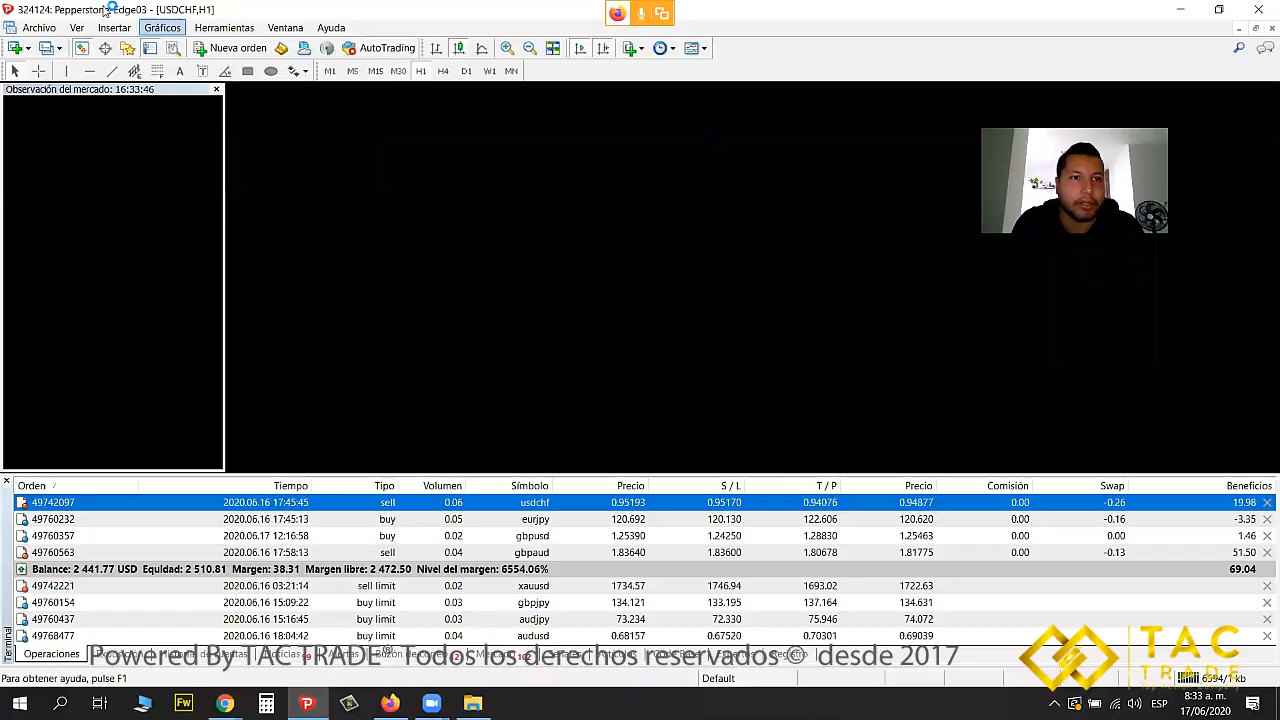 324124: Pepperstone-Edge03 - [USDCHF,H1]
Archivo Ver Insertar Gráficos Herramientas Ventana Ayuda
Nueva orden AutoTrading
A T M1 M5 M15 M30 H1 H4 D1 W1 MN
Observación del mercado: 16:33:46
Orden / Tiempo Tipo Volumen Símbolo Precio S / L T / P Precio Comisión Swap Beneficios
49742097 2020.06.16 17:45:45 sell 0.06 usdchf 0.95193 0.95170 0.94076 0.94877 0.00 -0.26 19.98
49760232 2020.06.16 17:45:13 buy 0.05 eurjpy 120.692 120.130 122.606 120.620 0.00 -0.16 -3.35
49760357 2020.06.17 12:16:58 buy 0.02 gbpusd 1.25390 1.24250 1.28830 1.25463 0.00 0.00 1.46
49760563 2020.06.16 17:58:13 sell 0.04 gbpaud 1.83640 1.83600 1.80678 1.81775 0.00 -0.13 51.50
Balance: 2 441.77 USD Equidad: 2 510.81 Margen: 38.31 Margen libre: 2 472.50 Nivel del margen: 6554.06% 69.04
49742221 2020.06.16 03:21:14 sell limit 0.02 xauusd 1734.57 1746.94 1693.02 1722.63
49760154 2020.06.16 15:09:22 buy limit 0.03 gbpjpy 134.121 133.195 137.164 134.631
49760437 2020.06.16 15:16:45 buy limit 0.03 audjpy 73.234 72.330 75.946 74.072
49768477 2020.06.16 18:04:42 buy limit 0.04 audusd 0.68157 0.67520 0.70301 0.69039
Terminal
Operaciones
Powered By TAC TRADE ® Todos los derechos reservados © desde 2017
TAC
TRADE
Top Action Company
Para obtener ayuda, pulse F1 Default 6594/1 kb
Fw ESP 8:33 a. m.
17/06/2020